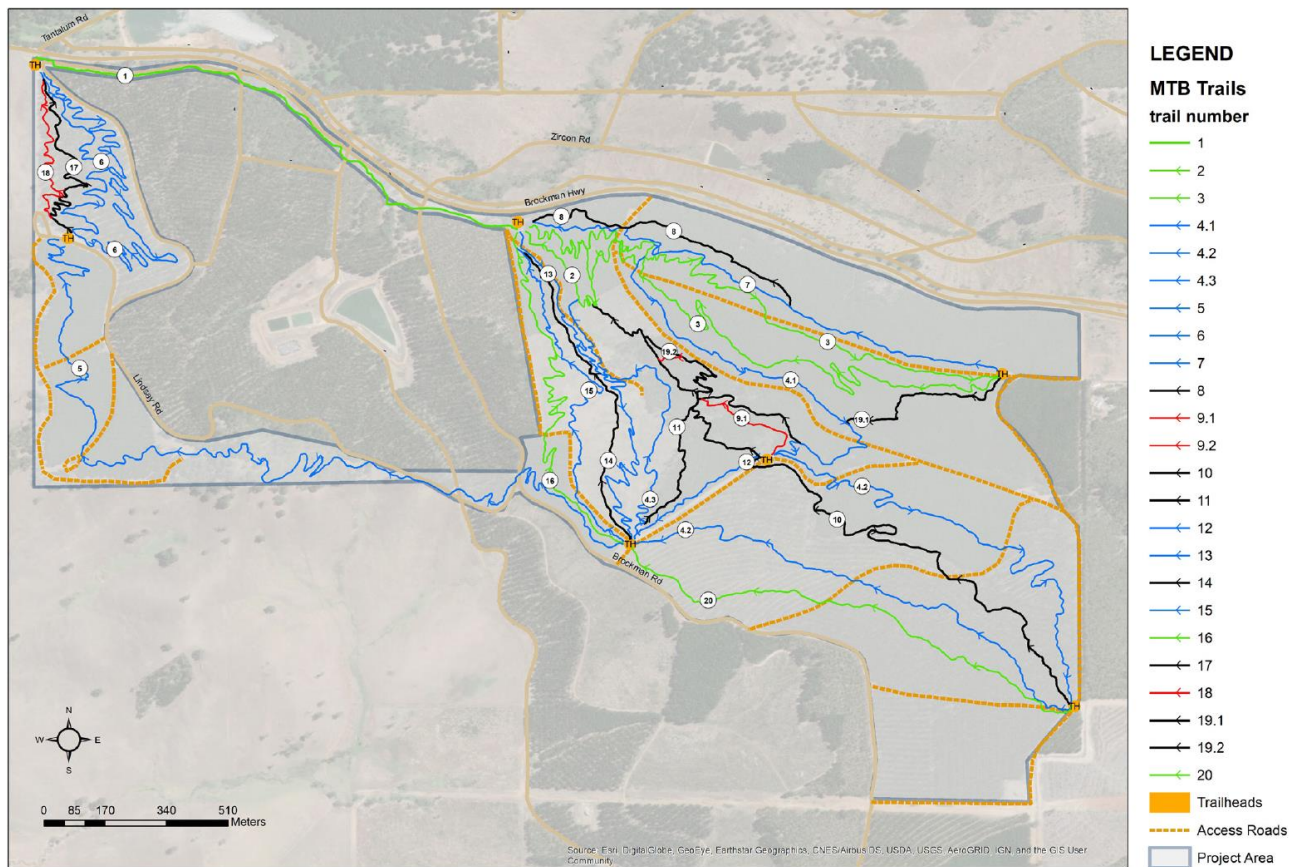 Tantalum Rd
TH
1
Zircon Rd
Brockman Hwy
6
17
18
TH
8
TH
8
TH
6
13
2
7
3
3
19.2
5
4.1
TH
15
Lindsay Rd
9.1
19.1
11
14
12
TH
16
4.2
4.3
10
4.2
TH
Brockman Rd
20
TH
N
W E
S
0 85 170 340 510
Meters
Source: Esri, DigitalGlobe, GeoEye, Earthstar Geographics, CNES/Airbus DS, USDA, USGS, AeroGRID, IGN, and the GIS User
Community
LEGEND
MTB Trails
trail number
1
2
3
4.1
4.2
4.3
5
6
7
8
9.1
9.2
10
11
12
13
14
15
16
17
18
19.1
19.2
20
Trailheads
Access Roads
Project Area